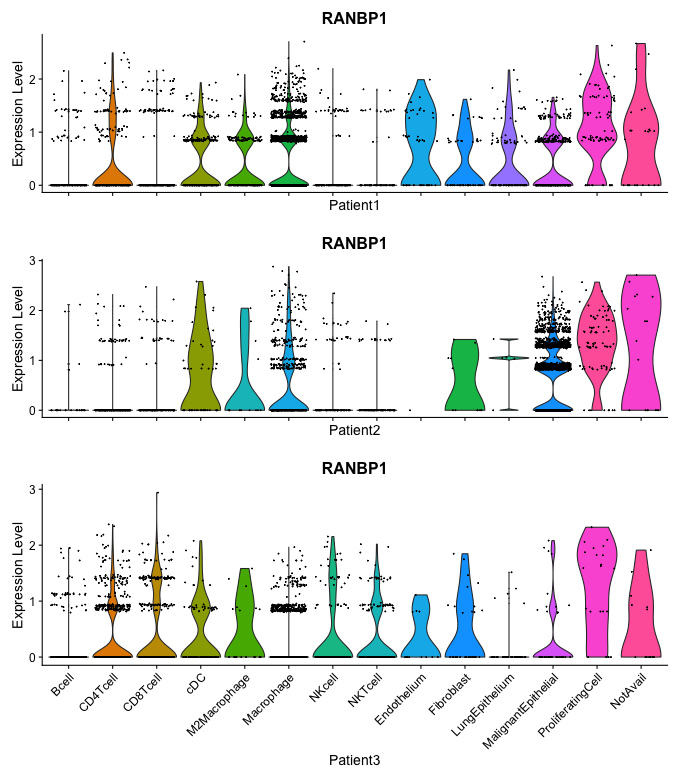 RANBP1
Expression Level
2
1
0
Patient1
RANBP1
Expression Level
3
2
1
0
Patient2
RANBP1
Expression Level
3
2
1
0
Bcell
CD4Tcell
CD8Tcell
cDC
M2Macrophage
Macrophage
NKcell
NKTcell
Endothelium
Fibroblast
LungEpithelium
MalignantEpithelial
ProliferatingCell
NotAvail
Patient3